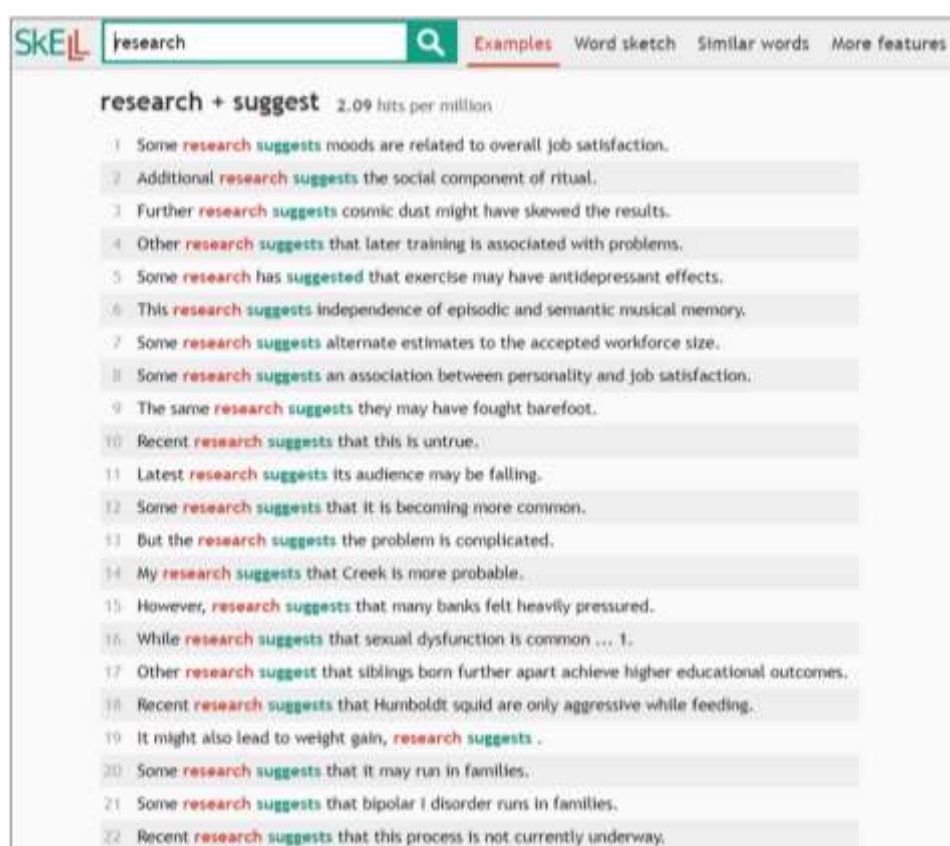 SkELL research Examples Word sketch Similar words More features
research + suggest 2.09 hits per million
1 Some research suggests moods are related to overall job satisfaction.
2 Additional research suggests the social component of ritual.
3 Further research suggests cosmic dust might have skewed the results.
4 Other research suggests that later training is associated with problems.
5 Some research has suggested that exercise may have antidepressant effects.
6 This research suggests independence of episodic and semantic musical memory.
7 Some research suggests alternate estimates to the accepted workforce size.
8 Some research suggests an association between personality and job satisfaction.
9 The same research suggests they may have fought barefoot.
10 Recent research suggests that this is untrue.
11 Latest research suggests its audience may be falling.
12 Some research suggests that it is becoming more common.
13 But the research suggests the problem is complicated.
14 My research suggests that Creek is more probable.
15 However, research suggests that many banks felt heavily pressured.
16 While research suggests that sexual dysfunction is common ... 1.
17 Other research suggest that siblings born further apart achieve higher educational outcomes.
18 Recent research suggests that Humboldt squid are only aggressive while feeding.
19 It might also lead to weight gain, research suggests .
20 Some research suggests that it may run in families.
21 Some research suggests that bipolar I disorder runs in families.
22 Recent research suggests that this process is not currently underway.